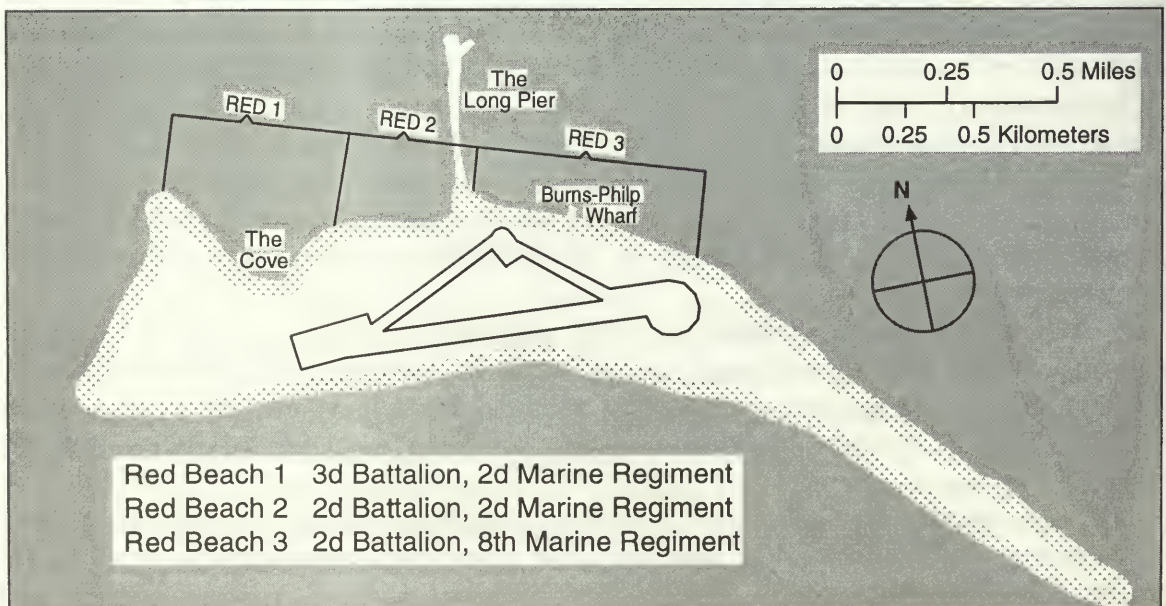 The
Long Pier
RED 1
RED 2
RED 3
Burns-Philp
Wharf
The
Cove
0 0.25 0.5 Miles
0 0.25 0.5 Kilometers
N
Red Beach 1 3d Battalion, 2d Marine Regiment
Red Beach 2 2d Battalion, 2d Marine Regiment
Red Beach 3 2d Battalion, 8th Marine Regiment